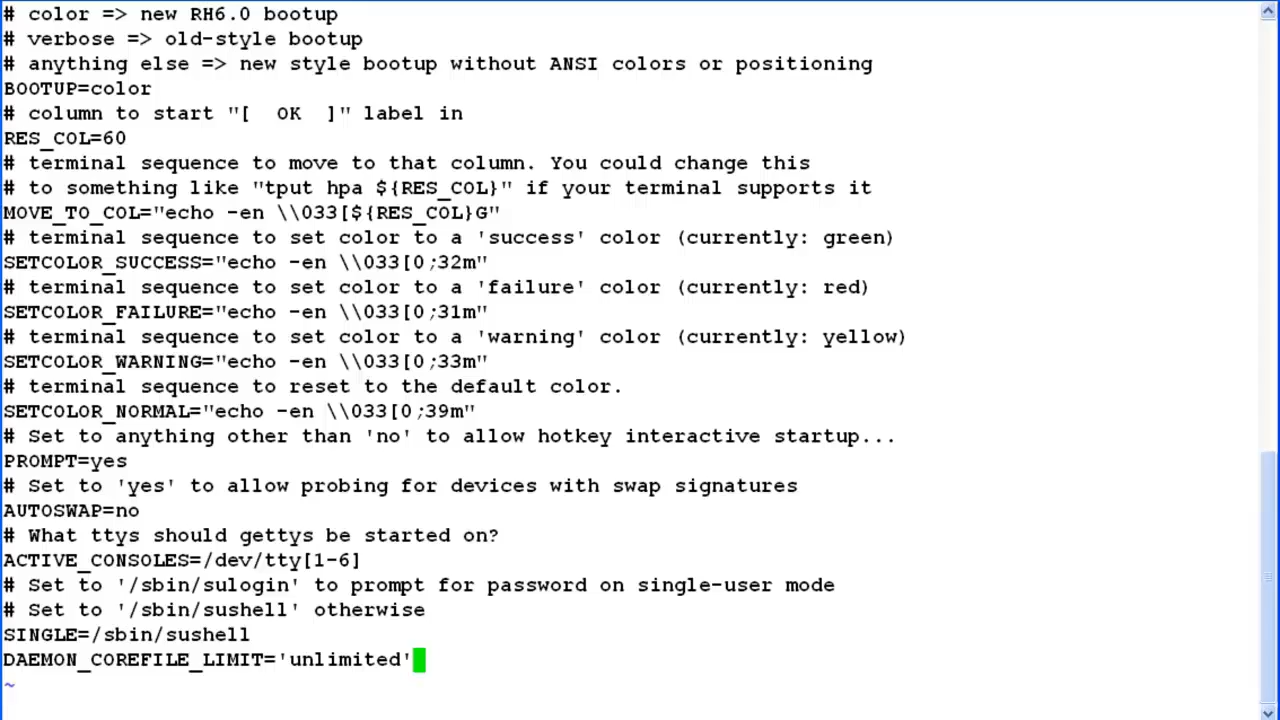 # color => new RH6.0 bootup
# verbose => old-style bootup
# anything else => new style bootup without ANSI colors or positioning
BOOTUP=color
# column to start "[  OK  ]" label in
RES_COL=60
# terminal sequence to move to that column. You could change this
# to something like "tput hpa ${RES_COL}" if your terminal supports it
MOVE_TO_COL="echo -en \\033[${RES_COL}G"
# terminal sequence to set color to a 'success' color (currently: green)
SETCOLOR_SUCCESS="echo -en \\033[0;32m"
# terminal sequence to set color to a 'failure' color (currently: red)
SETCOLOR_FAILURE="echo -en \\033[0;31m"
# terminal sequence to set color to a 'warning' color (currently: yellow)
SETCOLOR_WARNING="echo -en \\033[0;33m"
# terminal sequence to reset to the default color.
SETCOLOR_NORMAL="echo -en \\033[0;39m"
# Set to anything other than 'no' to allow hotkey interactive startup...
PROMPT=yes
# Set to 'yes' to allow probing for devices with swap signatures
AUTOSWAP=no
# What ttys should gettys be started on?
ACTIVE_CONSOLES=/dev/tty[1-6]
# Set to '/sbin/sulogin' to prompt for password on single-user mode
# Set to '/sbin/sushell' otherwise
SINGLE=/sbin/sushell
DAEMON_COREFILE_LIMIT='unlimited'
~